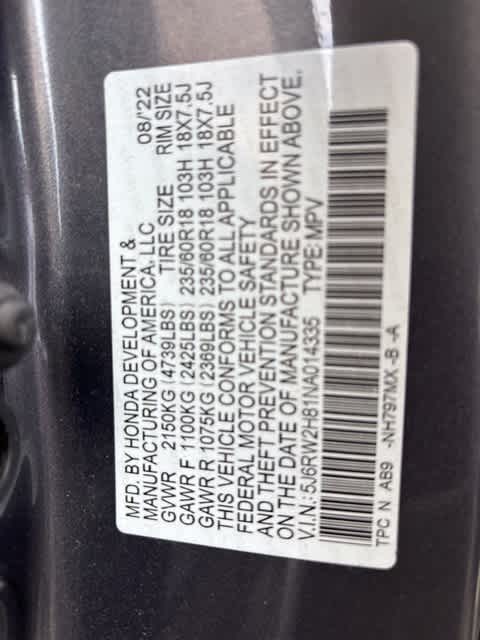 MFD. BY HONDA DEVELOPMENT &
MANUFACTURING OF AMERICA, LLC 08/'22
GVWR 2150KG (4739LBS) TIRE SIZE RIM SIZE
GAWR F 1100KG (2425LBS) 235/60R18 103H 18X7.5J
GAWR R 1075KG (2369LBS) 235/60R18 103H 18X7.5J
THIS VEHICLE CONFORMS TO ALL APPLICABLE
FEDERAL MOTOR VEHICLE SAFETY
AND THEFT PREVENTION STANDARDS IN EFFECT
ON THE DATE OF MANUFACTURE SHOWN ABOVE.
V.I.N.: 5J6RW2H81NA014335 TYPE: MPV
TPC N AB9 -NH797MX -B -A